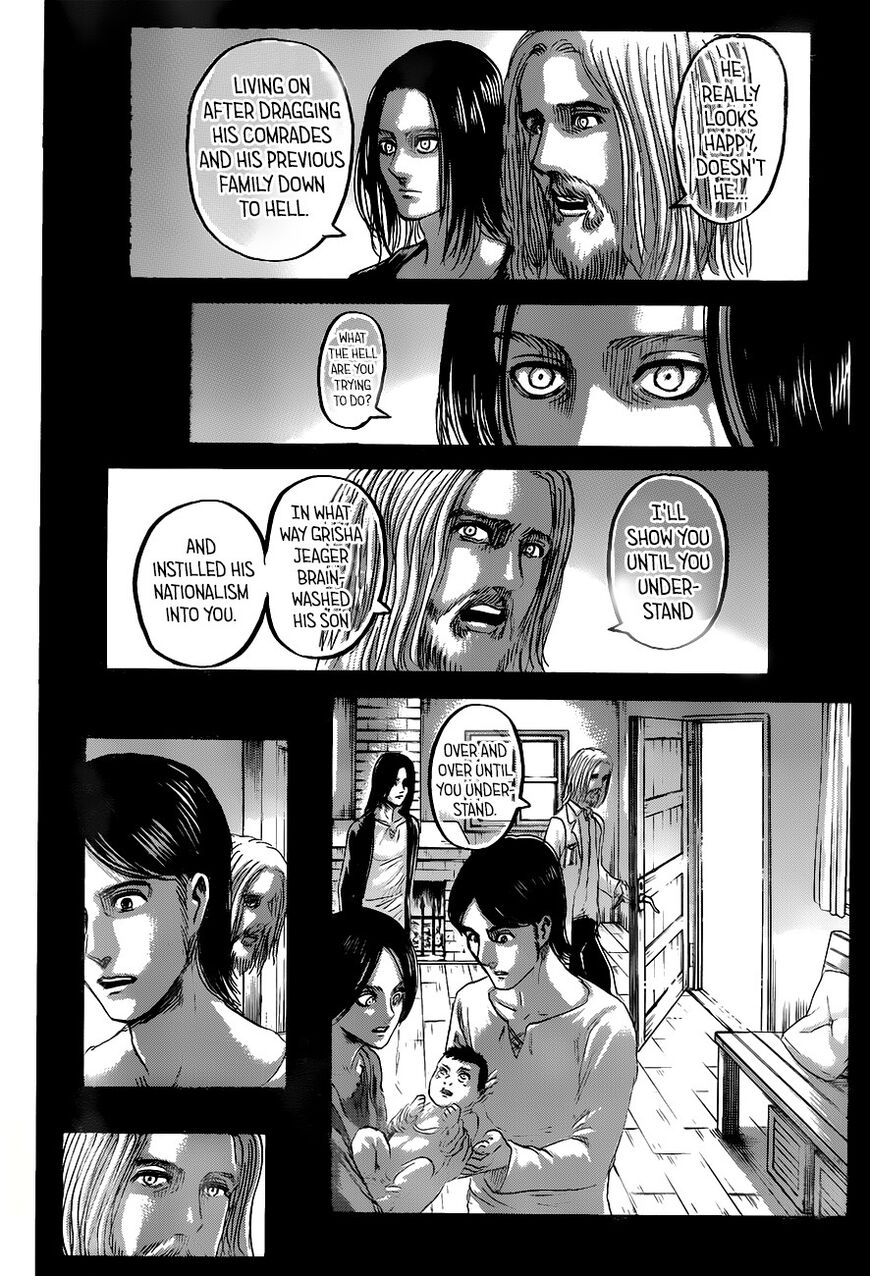 HE
REALLY
LOOKS
HAPPY,
DOESN'T
HE...
LIVING ON
AFTER DRAGGING
HIS COMRADES
AND HIS PREVIOUS
FAMILY DOWN
TO HELL.
WHAT
THE HELL
ARE YOU
TRYING
TO DO?
I'LL
SHOW YOU
UNTIL YOU
UNDER-
STAND
IN WHAT
WAY GRISHA
JEAGER
BRAIN-
WASHED
HIS SON
AND
INSTILLED HIS
NATIONALISM
INTO YOU.
OVER AND
OVER UNTIL
YOU UNDER-
STAND.